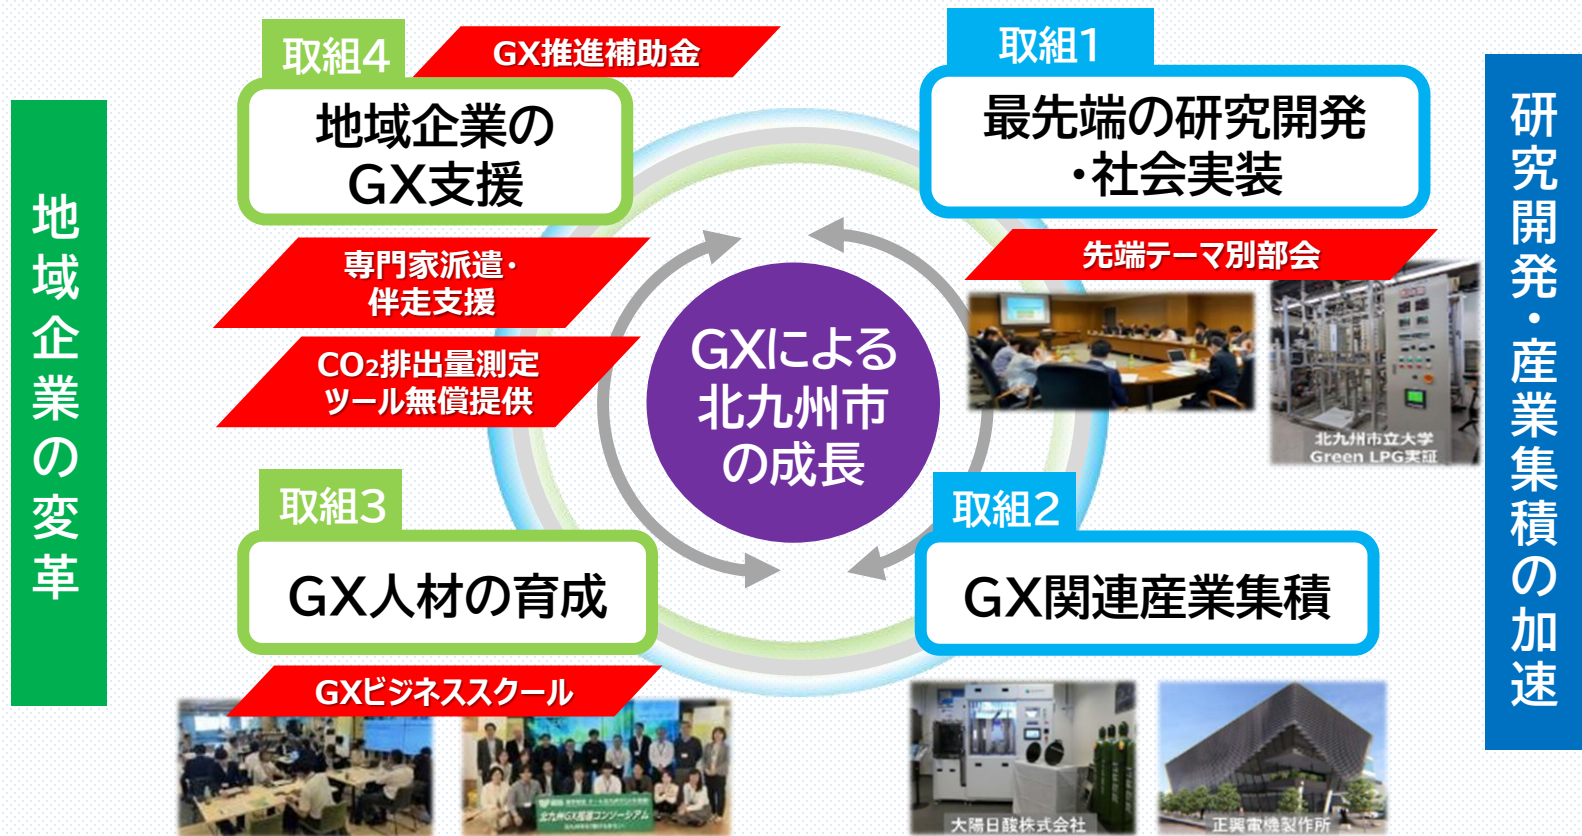 取組4
GX推進補助金
地域企業の
GX支援
専門家派遣・
伴走支援
CO₂排出量測定
ツール無償提供
取組1
最先端の研究開発
・社会実装
先端テーマ別部会
北九州市立大学
Green LPG実証
GXによる
北九州市
の成長
取組3
GX人材の育成
GXビジネススクール
北九州GX推進コンソーシアム
取組2
GX関連産業集積
大陽日酸株式会社
正興電機製作所
地域企業の変革
研究開発・産業集積の加速